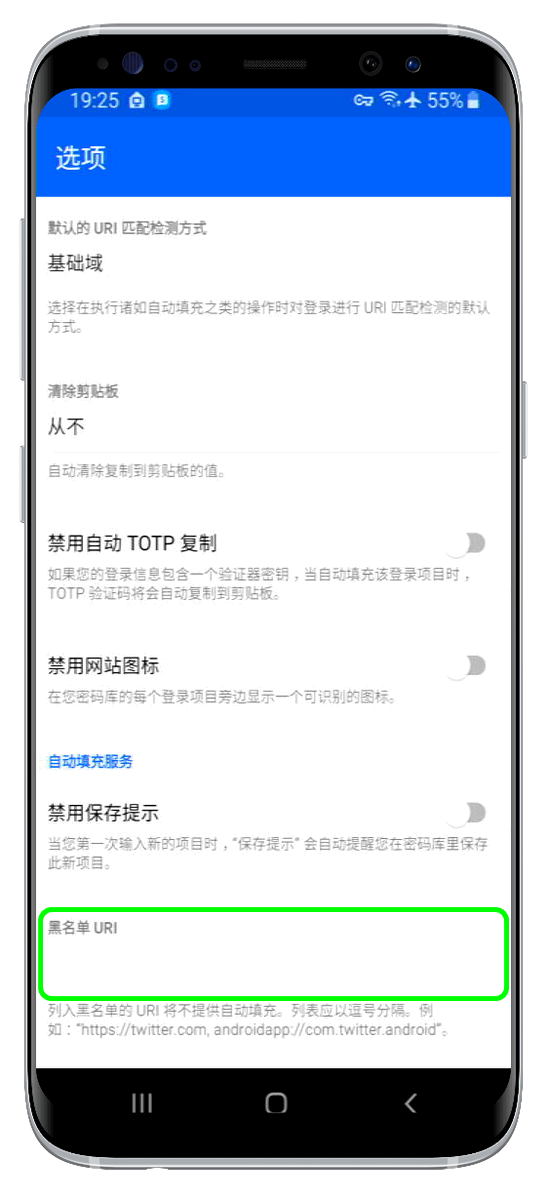 19:25
55%
选项
默认的 URI 匹配检测方式
基础域
选择在执行诸如自动填充之类的操作时对登录进行 URI 匹配检测的默认
方式。
清除剪贴板
从不
自动清除复制到剪贴板的值。
禁用自动 TOTP 复制
如果您的登录信息包含一个验证器密钥，当自动填充该登录项目时，
TOTP 验证码将会自动复制到剪贴板。
禁用网站图标
在您密码库的每个登录项目旁边显示一个可识别的图标。
自动填充服务
禁用保存提示
当您第一次输入新的项目时，“保存提示” 会自动提醒您在密码库里保存
此新项目。
黑名单 URI
列入黑名单的 URI 将不提供自动填充。列表应以逗号分隔。例
如：“https://twitter.com, androidapp://com.twitter.android”。